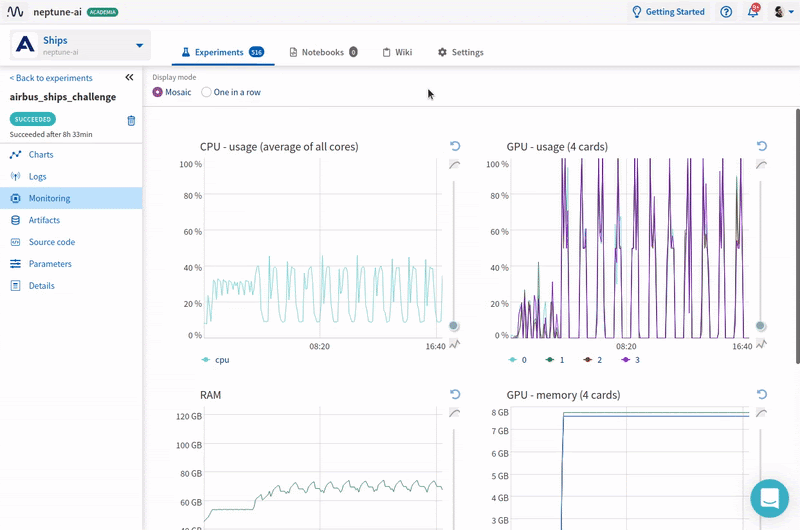 neptune-ai ACADEMIA Getting Started 9+
Ships
neptune-ai
Experiments 516 Notebooks 0 Wiki Settings
< Back to experiments «
airbus_ships_challenge
SUCCEEDED
Succeeded after 8h 33min
Charts
Logs
Monitoring
Artifacts
Source code
Parameters
Details
Display mode
Mosaic One in a row
CPU - usage (average of all cores)
100 %
80 %
60 %
40 %
20 %
0 %
08:20 16:40
cpu
GPU - usage (4 cards)
100 %
80 %
60 %
40 %
20 %
0 %
08:20 16:40
0 1 2 3
RAM
120 GB
100 GB
80 GB
60 GB
40 GB
GPU - memory (4 cards)
8 GB
7 GB
6 GB
5 GB
4 GB
3 GB